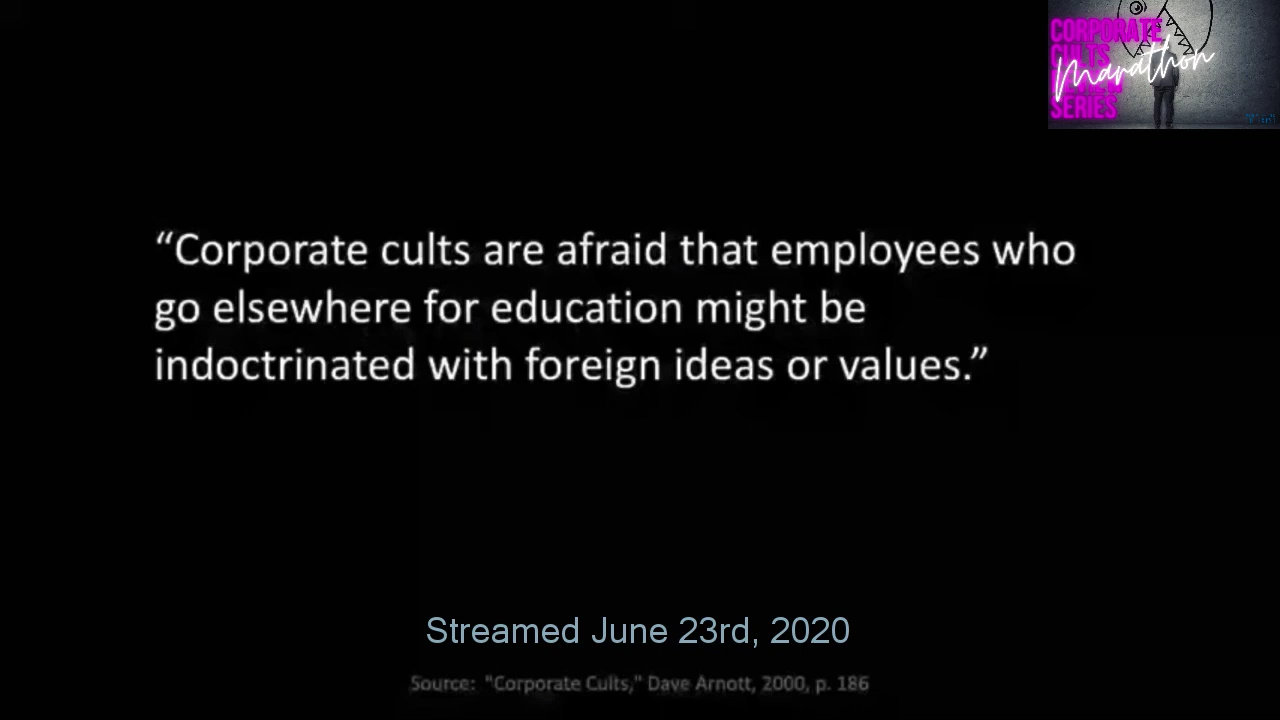 CORPORATE
CULTS
Marathon
SERIES
“Corporate cults are afraid that employees who
go elsewhere for education might be
indoctrinated with foreign ideas or values.”
Streamed June 23rd, 2020
Source: "Corporate Cults," Dave Arnott, 2000, p. 186